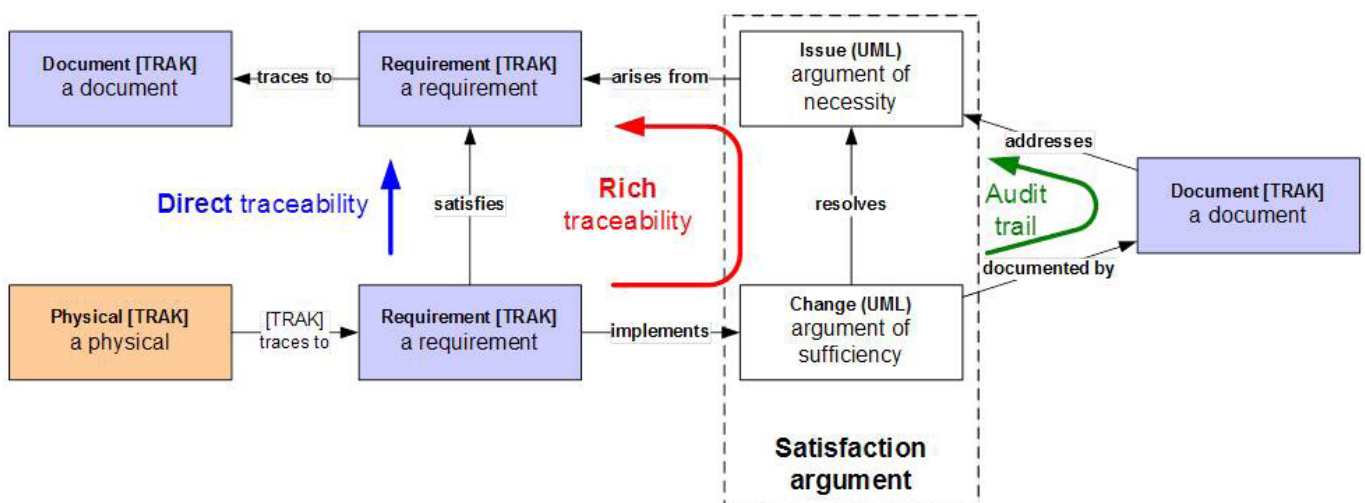 Document [TRAK]
a document
traces to
Requirement [TRAK]
a requirement
arises from
Issue (UML)
argument of
necessity
addresses
Document [TRAK]
a document
Direct traceability
satisfies
Rich
traceability
resolves
Audit
trail
documented by
Physical [TRAK]
a physical
[TRAK]
traces to
Requirement [TRAK]
a requirement
implements
Change (UML)
argument of
sufficiency
Satisfaction
argument